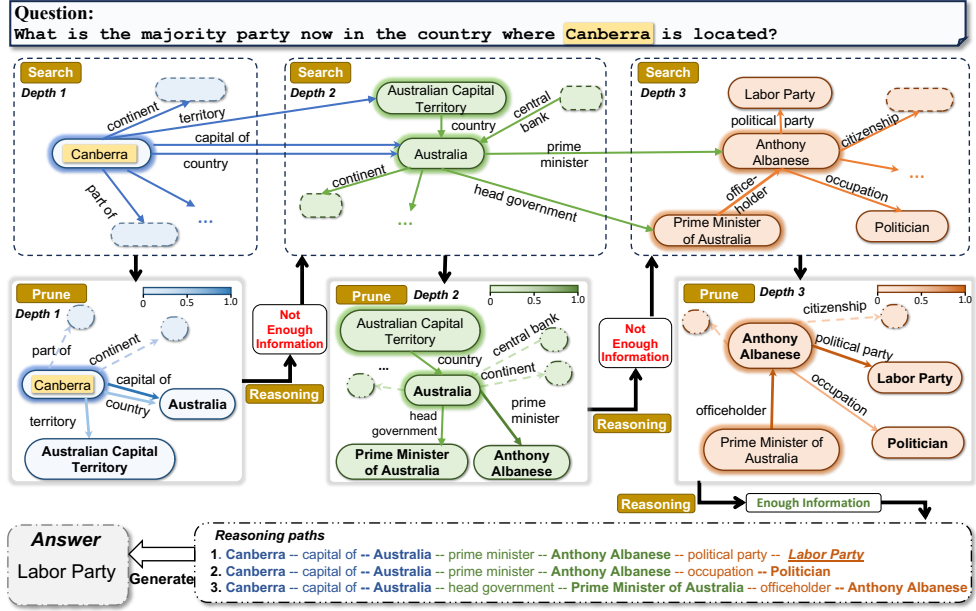 Question:
What is the majority party now in the country where Canberra is located?
Search
Depth 1
continent
territory
capital of
country
part of
Canberra
...
Search
Depth 2
Australian Capital
Territory
country
central
bank
Australia
continent
...
prime
minister
head government
Search
Depth 3
Labor Party
political party
citizenship
Anthony
Albanese
office-
holder
occupation
...
Prime Minister
of Australia
Politician
Prune
Depth 1
0 0.5 1.0
part of
continent
Canberra
capital of
country
Australia
territory
Australian Capital
Territory
Not
Enough
Information
Reasoning
Prune
Depth 2
0 0.5 1.0
Australian Capital
Territory
country
central bank
continent
...
Australia
head
government
prime
minister
Prime Minister
of Australia
Anthony
Albanese
Not
Enough
Information
Reasoning
Prune
Depth 3
0 0.5 1.0
citizenship
Anthony
Albanese
political party
Labor Party
occupation
officeholder
Prime Minister of
Australia
Politician
Reasoning
Enough Information
Answer
Labor Party
Generate
Reasoning paths
1. Canberra -- capital of -- Australia -- prime minister -- Anthony Albanese -- political party -- Labor Party
2. Canberra -- capital of -- Australia -- prime minister -- Anthony Albanese -- occupation -- Politician
3. Canberra -- capital of -- Australia -- head government -- Prime Minister of Australia -- officeholder -- Anthony Albanese